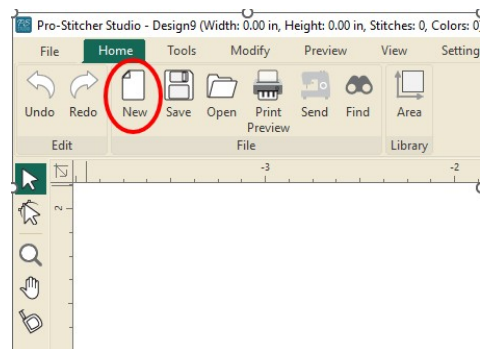 Pro-Stitcher Studio - Design9 (Width: 0.00 in, Height: 0.00 in, Stitches: 0, Colors: 0
File Home Tools Modify Preview View Setting
Undo Redo New Save Open Print Preview Send Find Area
Edit File Library
-3 -2
2